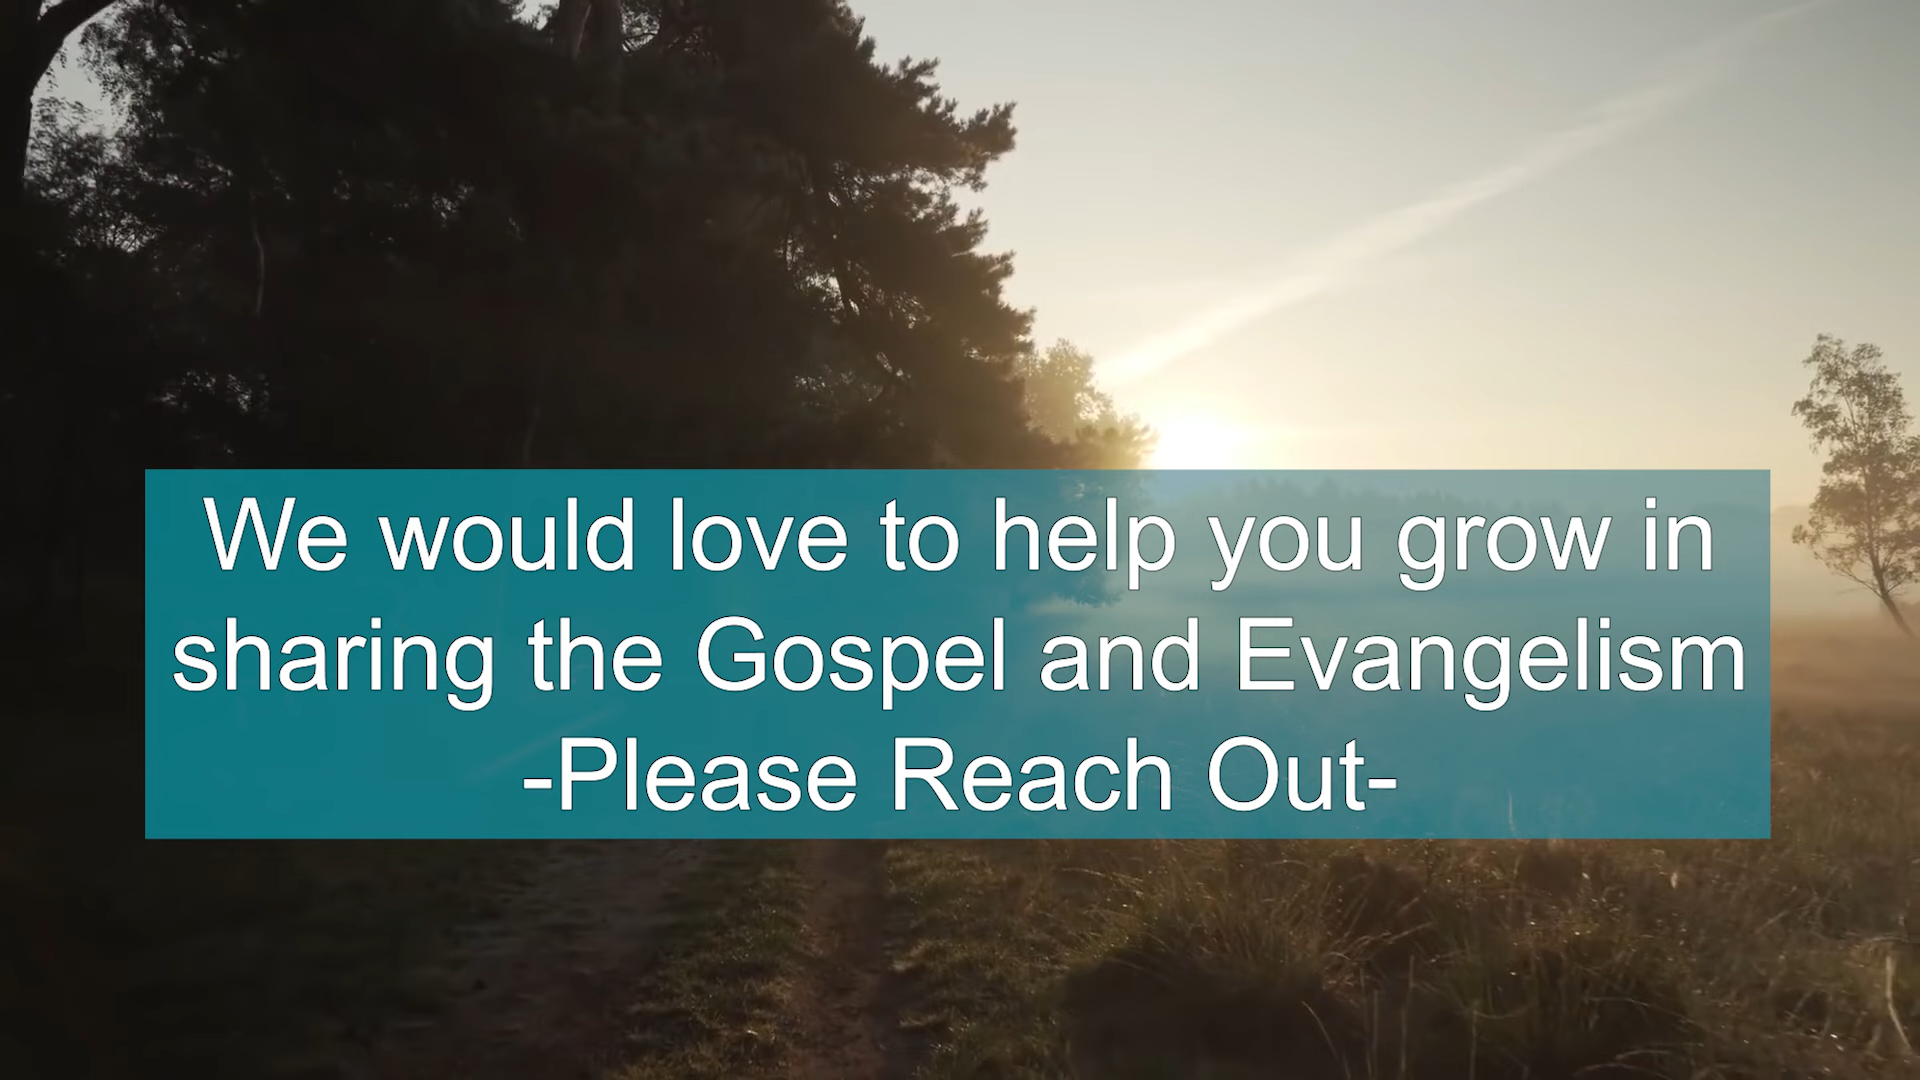 We would love to help you grow in
sharing the Gospel and Evangelism
-Please Reach Out-